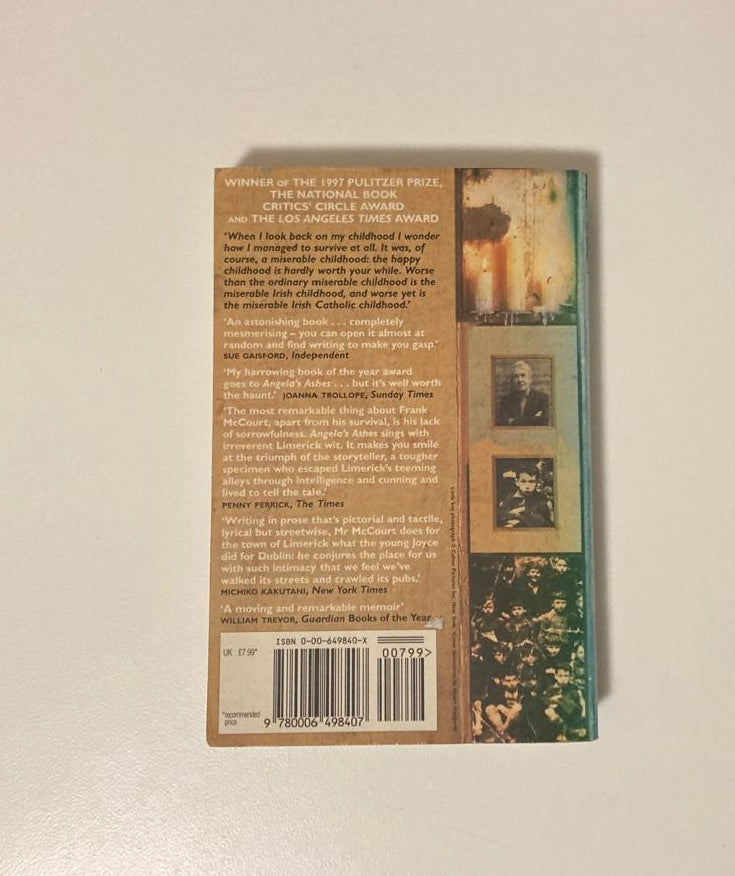 WINNER OF THE 1997 PULITZER PRIZE,
THE NATIONAL BOOK
CRITICS' CIRCLE AWARD
AND THE LOS ANGELES TIMES AWARD
'When I look back on my childhood I wonder
how I managed to survive at all. It was, of
course, a miserable childhood: the happy
childhood is hardly worth your while. Worse
than the ordinary miserable childhood is the
miserable Irish childhood, and worse yet is
the miserable Irish Catholic childhood.'
'An astonishing book . . . completely
mesmerising – you can open it almost at
random and find writing to make you gasp.'
SUE GAISFORD, Independent
'My harrowing book of the year award
goes to Angela's Ashes . . . but it's well worth
the haunt.' JOANNA TROLLOPE, Sunday Times
'The most remarkable thing about Frank
McCourt, apart from his survival, is his lack
of sorrowfulness. Angela's Ashes sings with
irreverent Limerick wit. It makes you smile
at the triumph of the storyteller, a tougher
specimen who escaped Limerick's teeming
alleys through intelligence and cunning and
lived to tell the tale.'
PENNY PERRICK, The Times
'Writing in prose that's pictorial and tactile,
lyrical but streetwise, Mr McCourt does for
the town of Limerick what the young Joyce
did for Dublin: he conjures the place for us
with such intimacy that we feel we've
walked its streets and crawled its pubs.'
MICHIKO KAKUTANI, New York Times
'A moving and remarkable memoir'
WILLIAM TREVOR, Guardian Books of the Year
ISBN 0-00-649840-X
UK £7.99*
00799>
*recommended
price
9 780006 498407